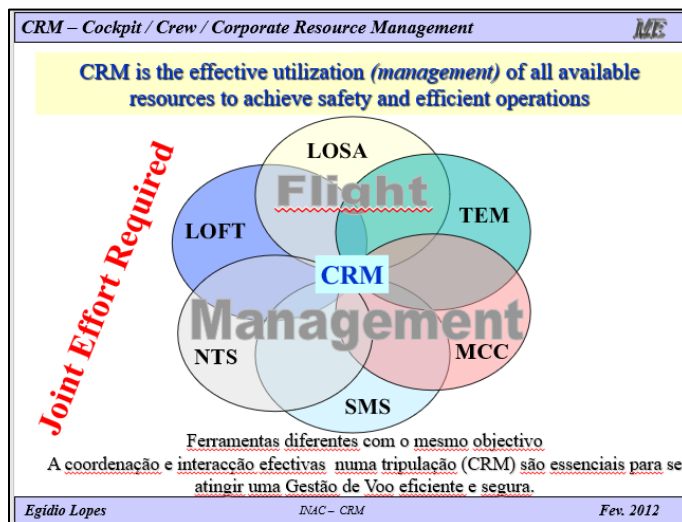 CRM – Cockpit / Crew / Corporate Resource Management
ME
CRM is the effective utilization (management) of all available
resources to achieve safety and efficient operations
Joint Effort Required
LOSA
Flight
TEM
LOFT
CRM
Management
NTS
MCC
SMS
Ferramentas diferentes com o mesmo objectivo
A coordenação e interacção efectivas numa tripulação (CRM) são essenciais para se
atingir uma Gestão de Voo eficiente e segura.
Egídio Lopes
INAC – CRM
Fev. 2012